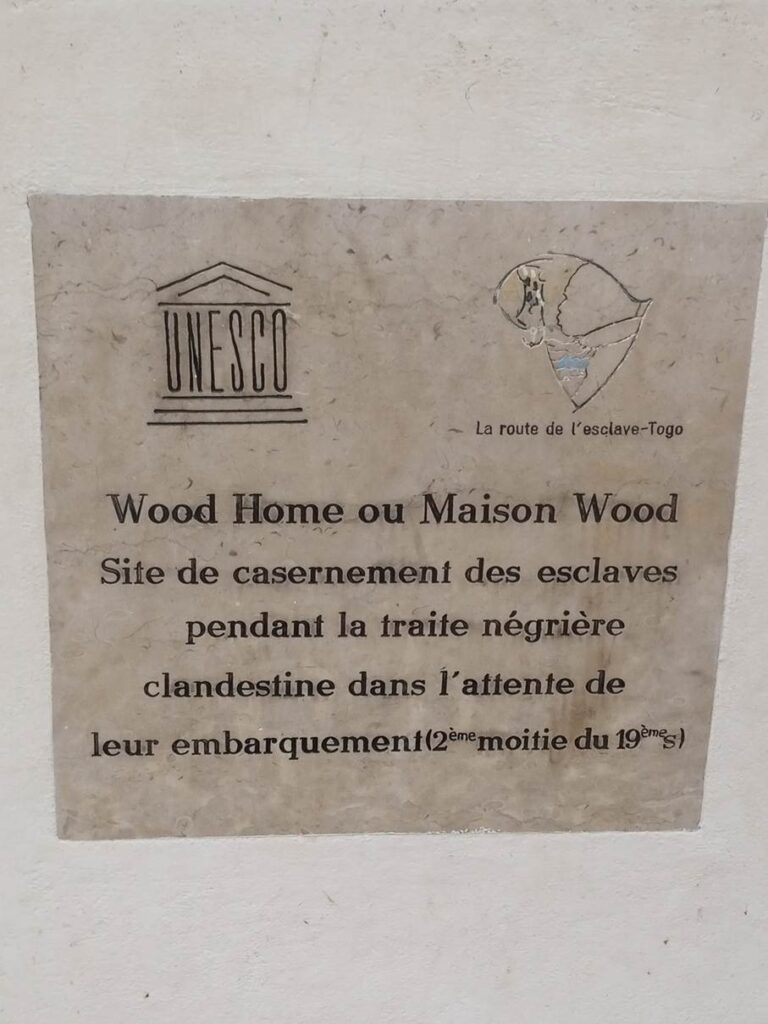 UNESCO
La route de l'esclave-Togo
Wood Home ou Maison Wood
Site de casernement des esclaves
pendant la traite négrière
clandestine dans l'attente de
leur embarquement(2ème moitie du 19èmes)